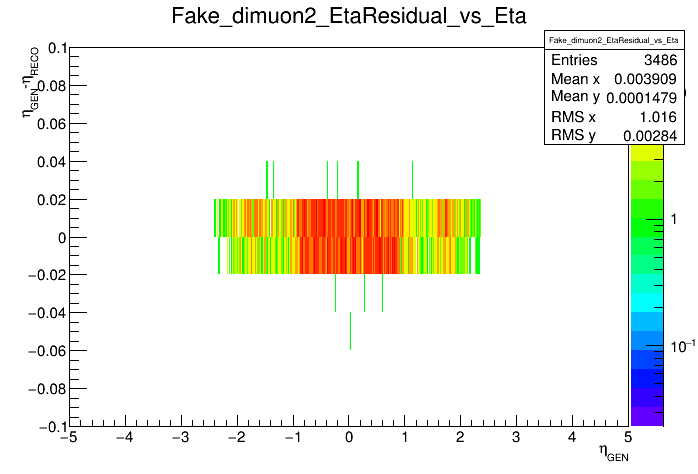 Fake_dimuon2_EtaResidual_vs_Eta
Fake_dimuon2_EtaResidual_vs_Eta
Entries 3486
Mean x 0.003909
Mean y 0.0001479
RMS x 1.016
RMS y 0.00284
ηGEN-ηRECO
0.1
0.08
0.06
0.04
0.02
0
−0.02
−0.04
−0.06
−0.08
−0.1
−5 −4 −3 −2 −1 0 1 2 3 4 5
ηGEN
1
10−1